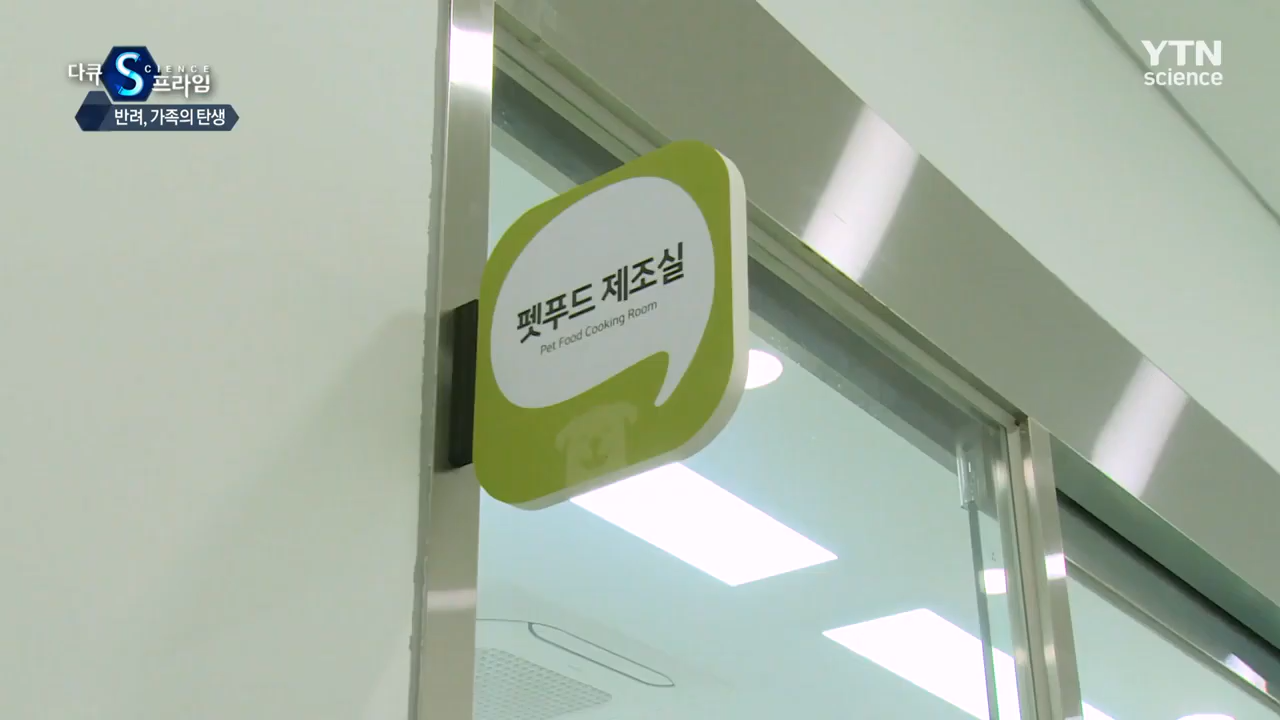 다큐 S 프라임
SCIENCE
반려, 가족의 탄생
YTN
science
펫푸드 제조실
Pet Food Cooking Room